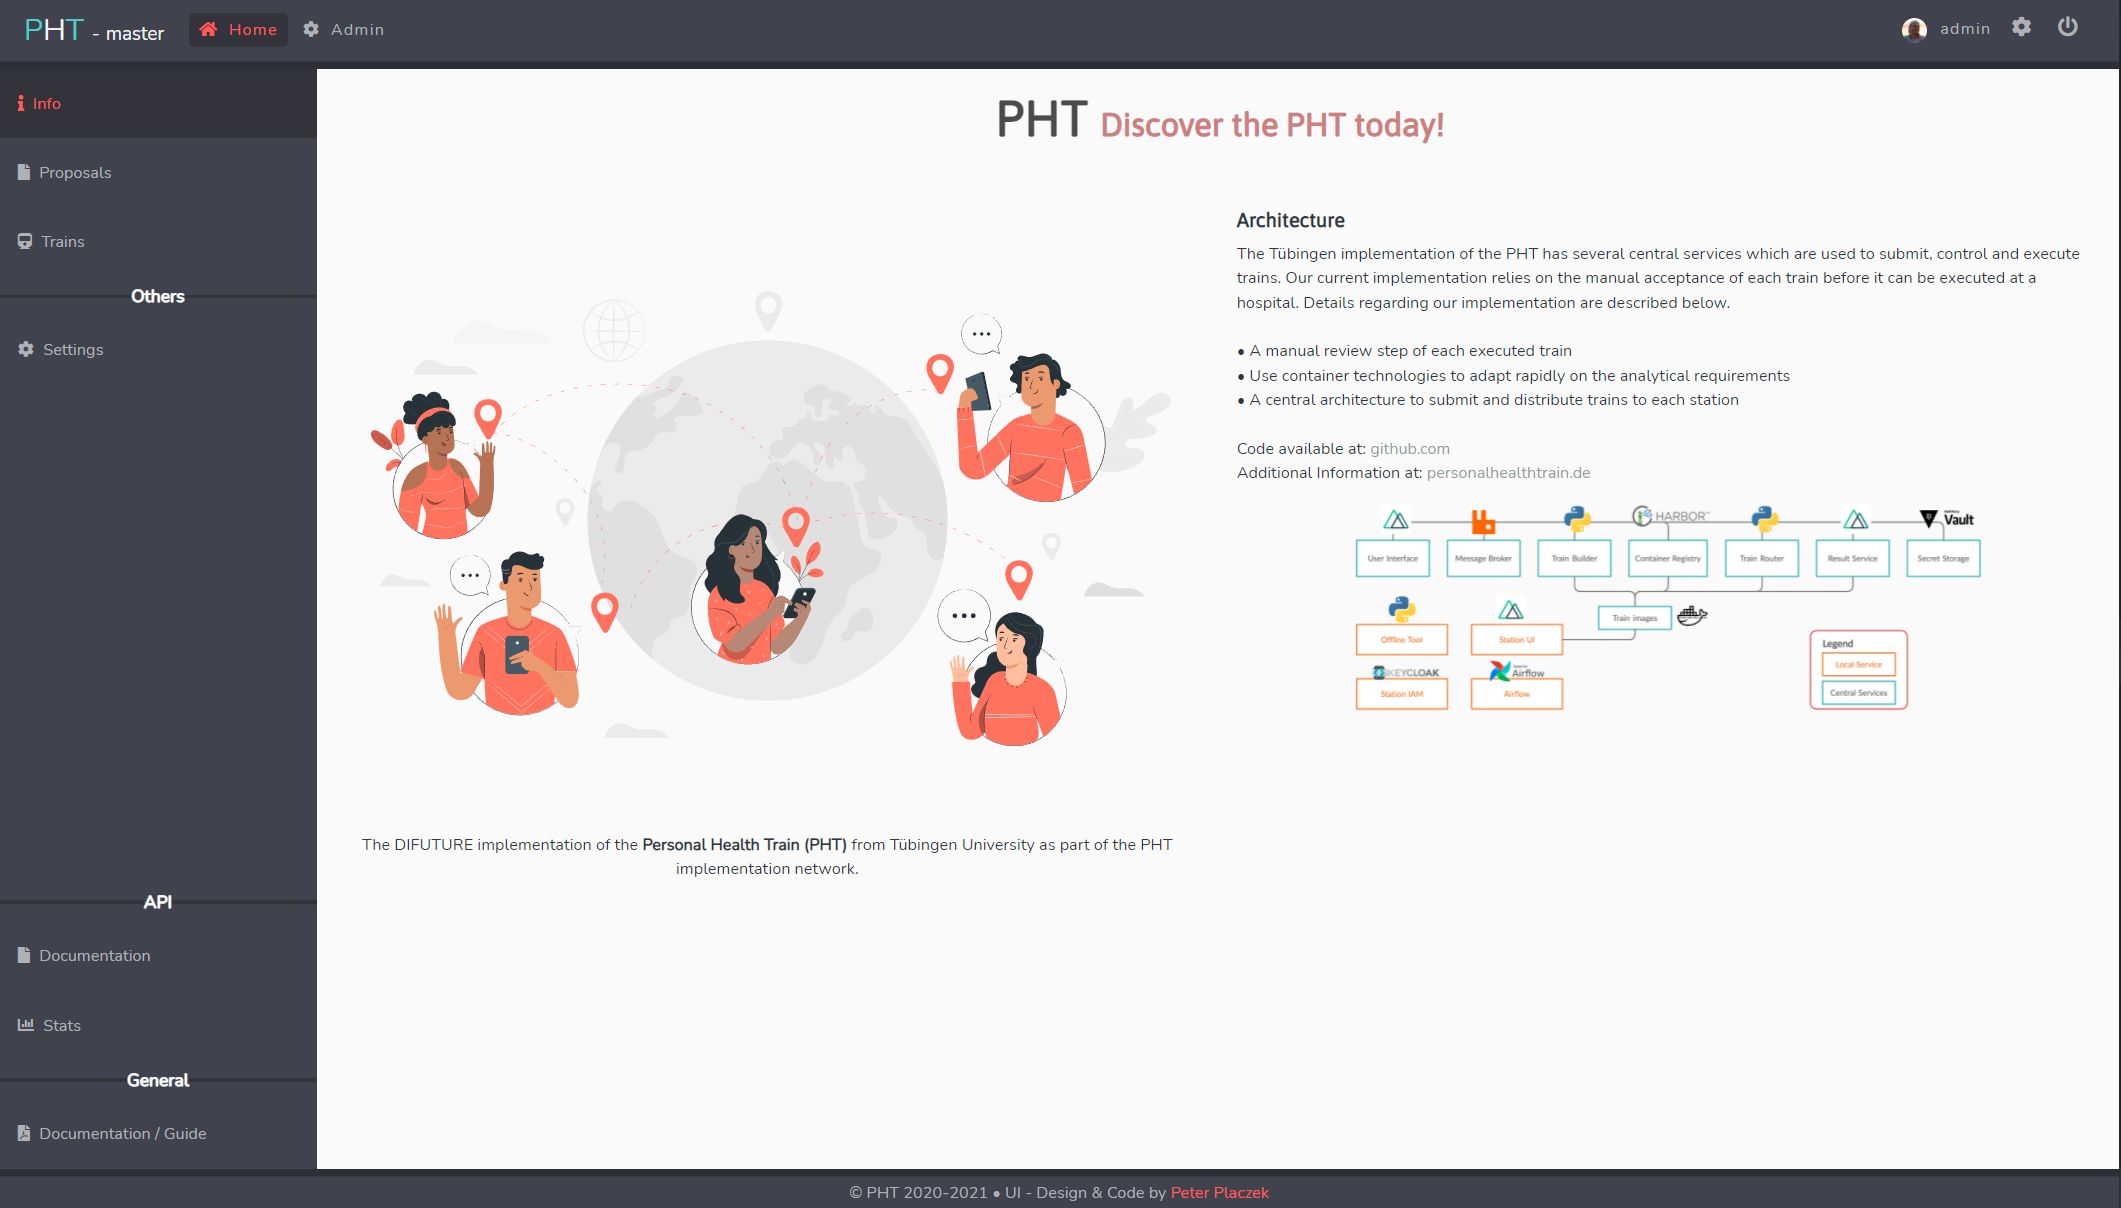 PHT - master
Home
Admin
admin
Info
Proposals
Trains
Others
Settings
API
Documentation
Stats
General
Documentation / Guide
PHT Discover the PHT today!
The DIFUTURE implementation of the Personal Health Train (PHT) from Tübingen University as part of the PHT
implementation network.
Architecture
The Tübingen implementation of the PHT has several central services which are used to submit, control and execute
trains. Our current implementation relies on the manual acceptance of each train before it can be executed at a
hospital. Details regarding our implementation are described below.
• A manual review step of each executed train
• Use container technologies to adapt rapidly on the analytical requirements
• A central architecture to submit and distribute trains to each station
Code available at: github.com
Additional Information at: personalhealthtrain.de
HARBOR™
Vault
User Interface
Message Broker
Train Builder
Container Registry
Train Router
Result Service
Secret Storage
Train images
Offline Tool
Station UI
KEYCLOAK
Airflow
Station IAM
Airflow
Legend
Local Service
Central Services
© PHT 2020-2021 • UI - Design & Code by Peter Placzek